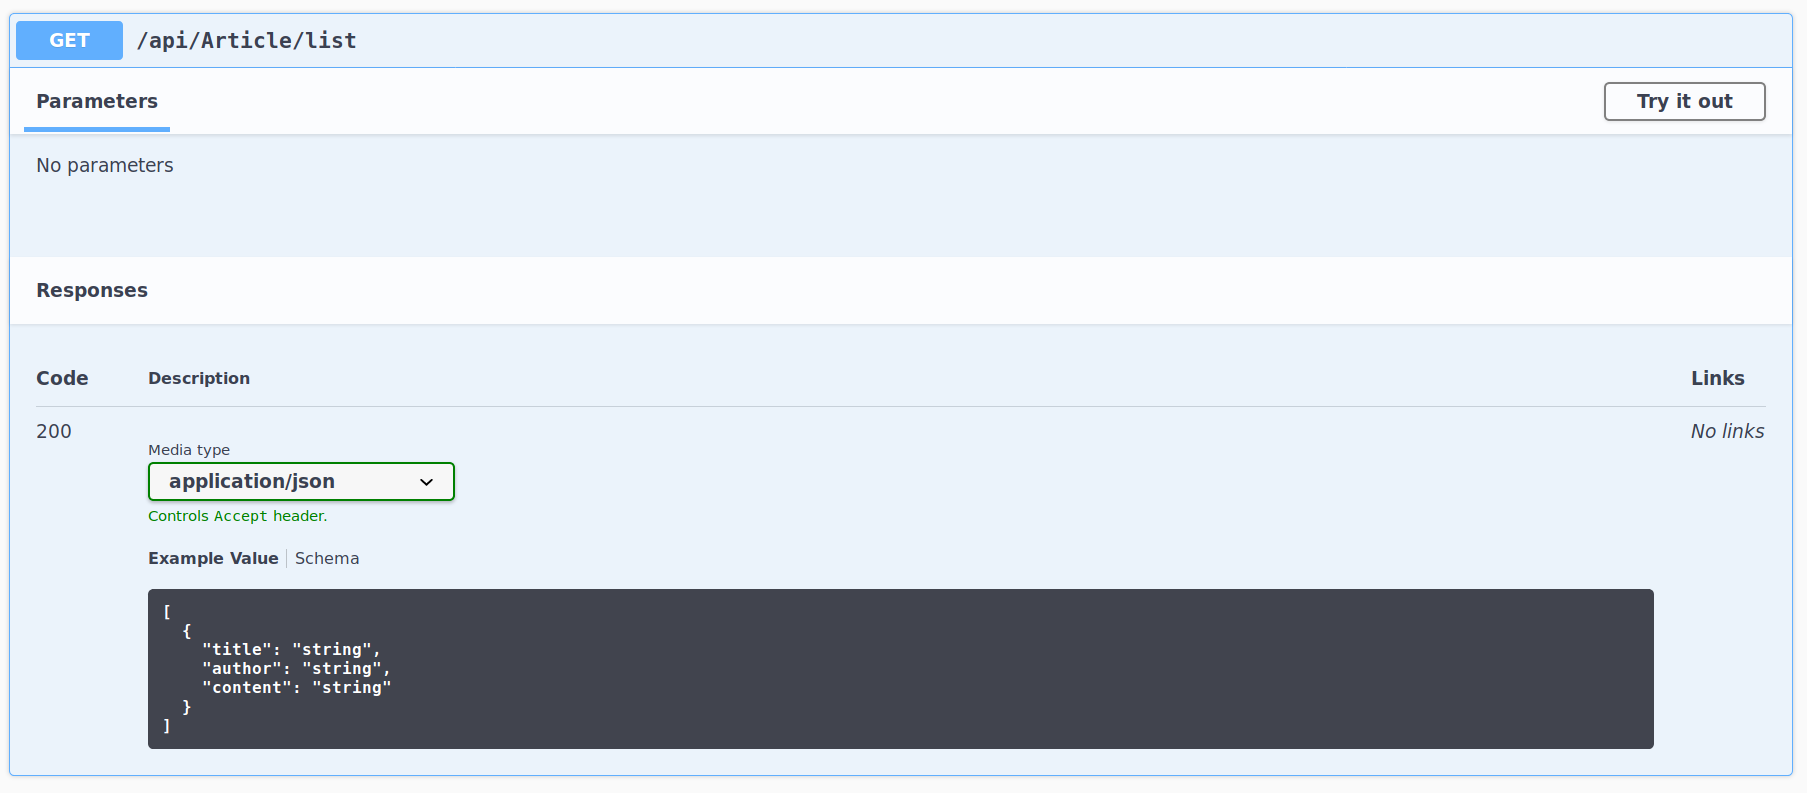 GET /api/Article/list
Parameters
Try it out
No parameters
Responses
Code Description Links
200 No links
Media type
application/json
Controls Accept header.
Example Value Schema
[
  {
    "title": "string",
    "author": "string",
    "content": "string"
  }
]